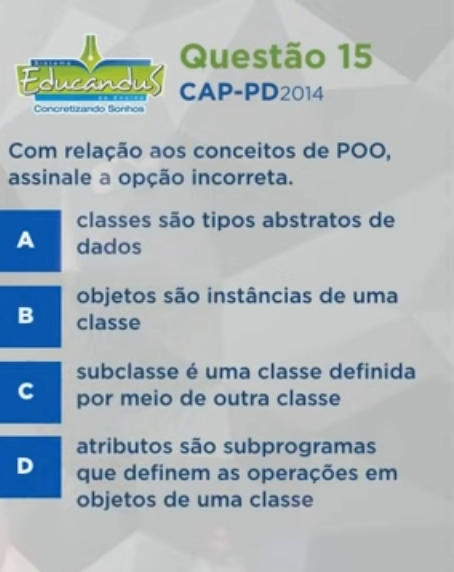 Sistema
EducanduS
de Ensino
Concretizando Sonhos
Questão 15
CAP-PD2014
Com relação aos conceitos de POO,
assinale a opção incorreta.
A
classes são tipos abstratos de
dados
B
objetos são instâncias de uma
classe
C
subclasse é uma classe definida
por meio de outra classe
D
atributos são subprogramas
que definem as operações em
objetos de uma classe